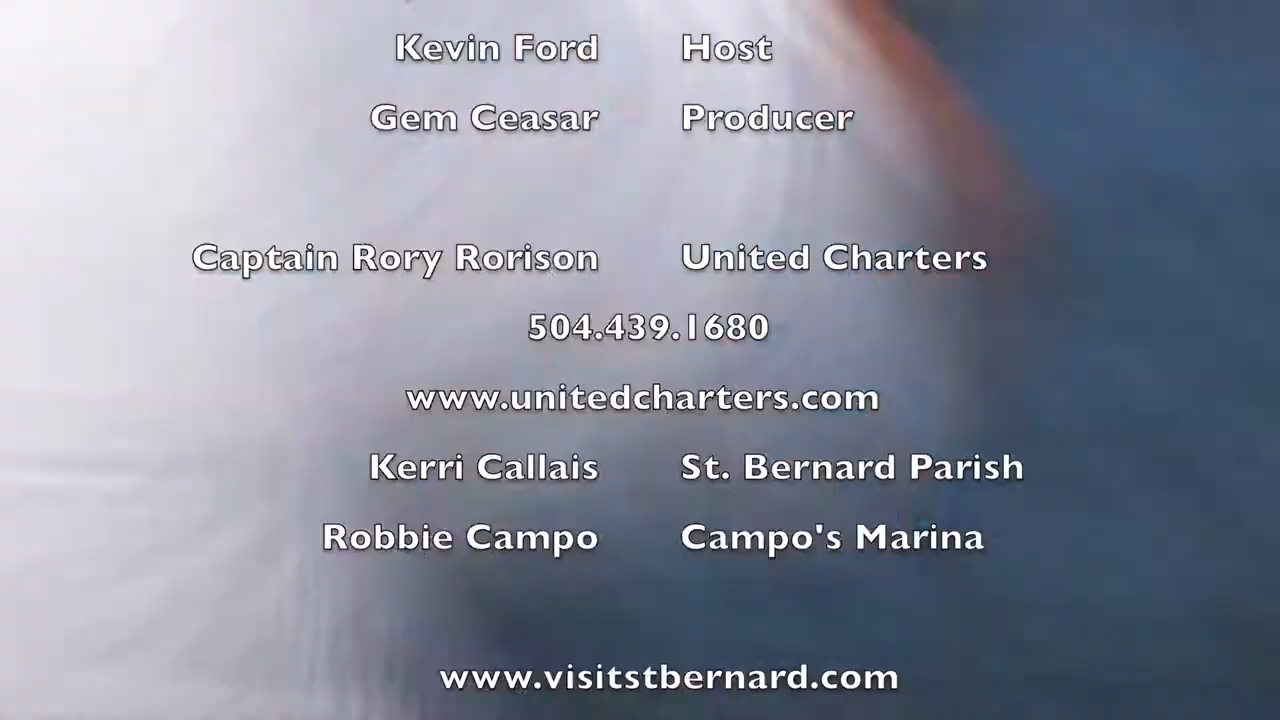 Kevin Ford Host
Gem Ceasar Producer
Captain Rory Rorison United Charters
504.439.1680
www.unitedcharters.com
Kerri Callais St. Bernard Parish
Robbie Campo Campo's Marina
www.visitstbernard.com